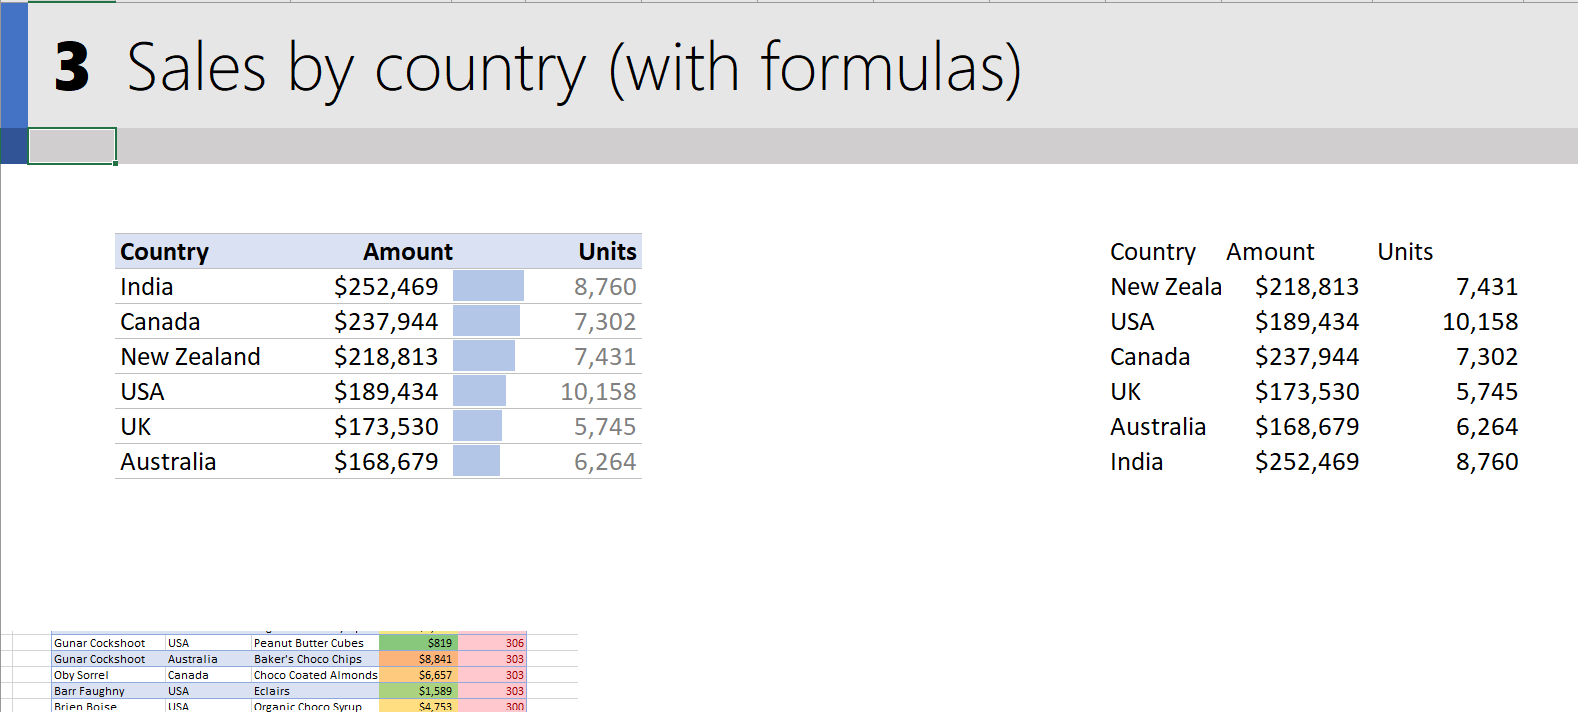 3 Sales by country (with formulas)
Country Amount Units
India $252,469 8,760
Canada $237,944 7,302
New Zealand $218,813 7,431
USA $189,434 10,158
UK $173,530 5,745
Australia $168,679 6,264
Country Amount Units
New Zeala $218,813 7,431
USA $189,434 10,158
Canada $237,944 7,302
UK $173,530 5,745
Australia $168,679 6,264
India $252,469 8,760
Gunar Cockshoot USA Peanut Butter Cubes $819 306
Gunar Cockshoot Australia Baker's Choco Chips $8,841 303
Oby Sorrel Canada Choco Coated Almonds $6,657 303
Barr Faughny USA Eclairs $1,589 303
Brien Boise USA Organic Choco Syrup $4,753 300